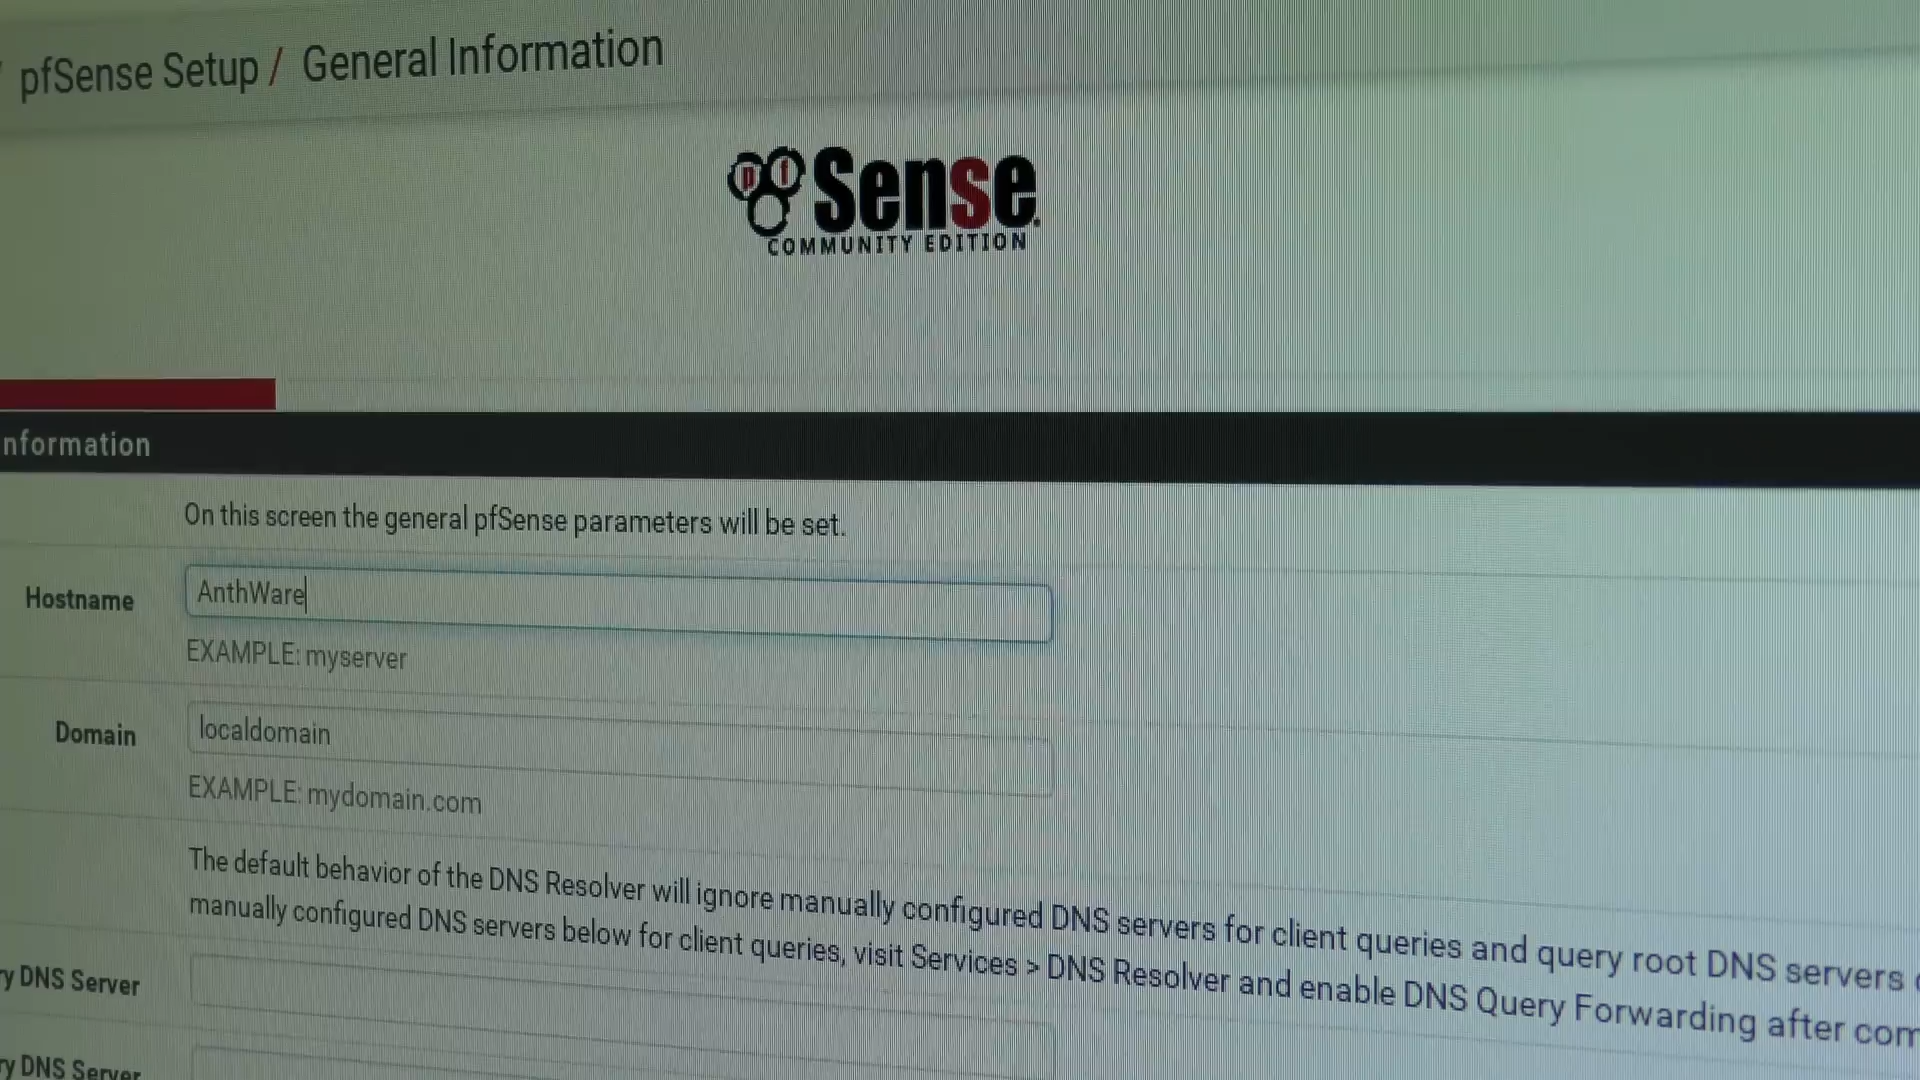 pfSense Setup / General Information
pf Sense
COMMUNITY EDITION
nformation
On this screen the general pfSense parameters will be set.
Hostname
AnthWare
EXAMPLE: myserver
Domain
localdomain
EXAMPLE: mydomain.com
The default behavior of the DNS Resolver will ignore manually configured DNS servers for client queries and query root DNS servers
manually configured DNS servers below for client queries, visit Services > DNS Resolver and enable DNS Query Forwarding after com
y DNS Server
y DNS Server